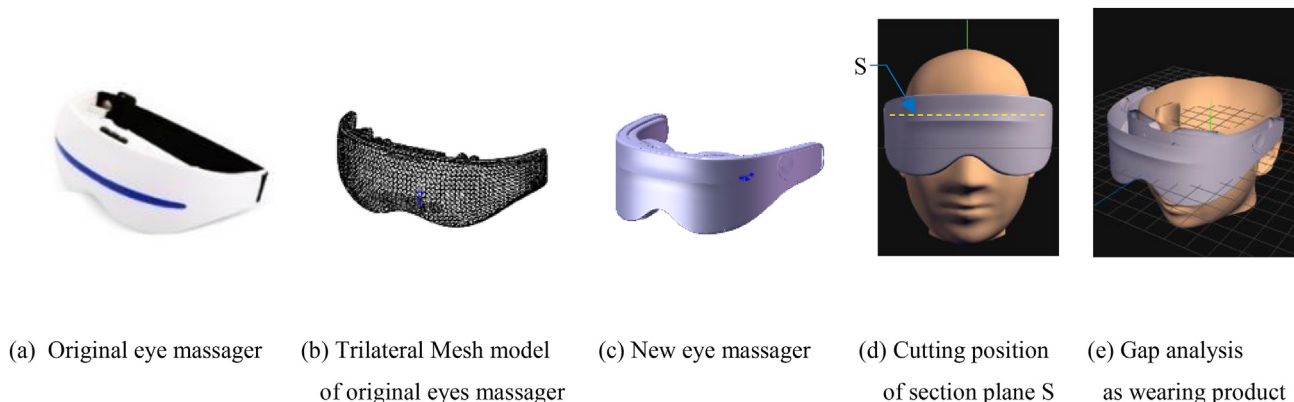 S
(a) Original eye massager
(b) Trilateral Mesh model
of original eyes massager
(c) New eye massager
(d) Cutting position
of section plane S
(e) Gap analysis
as wearing product